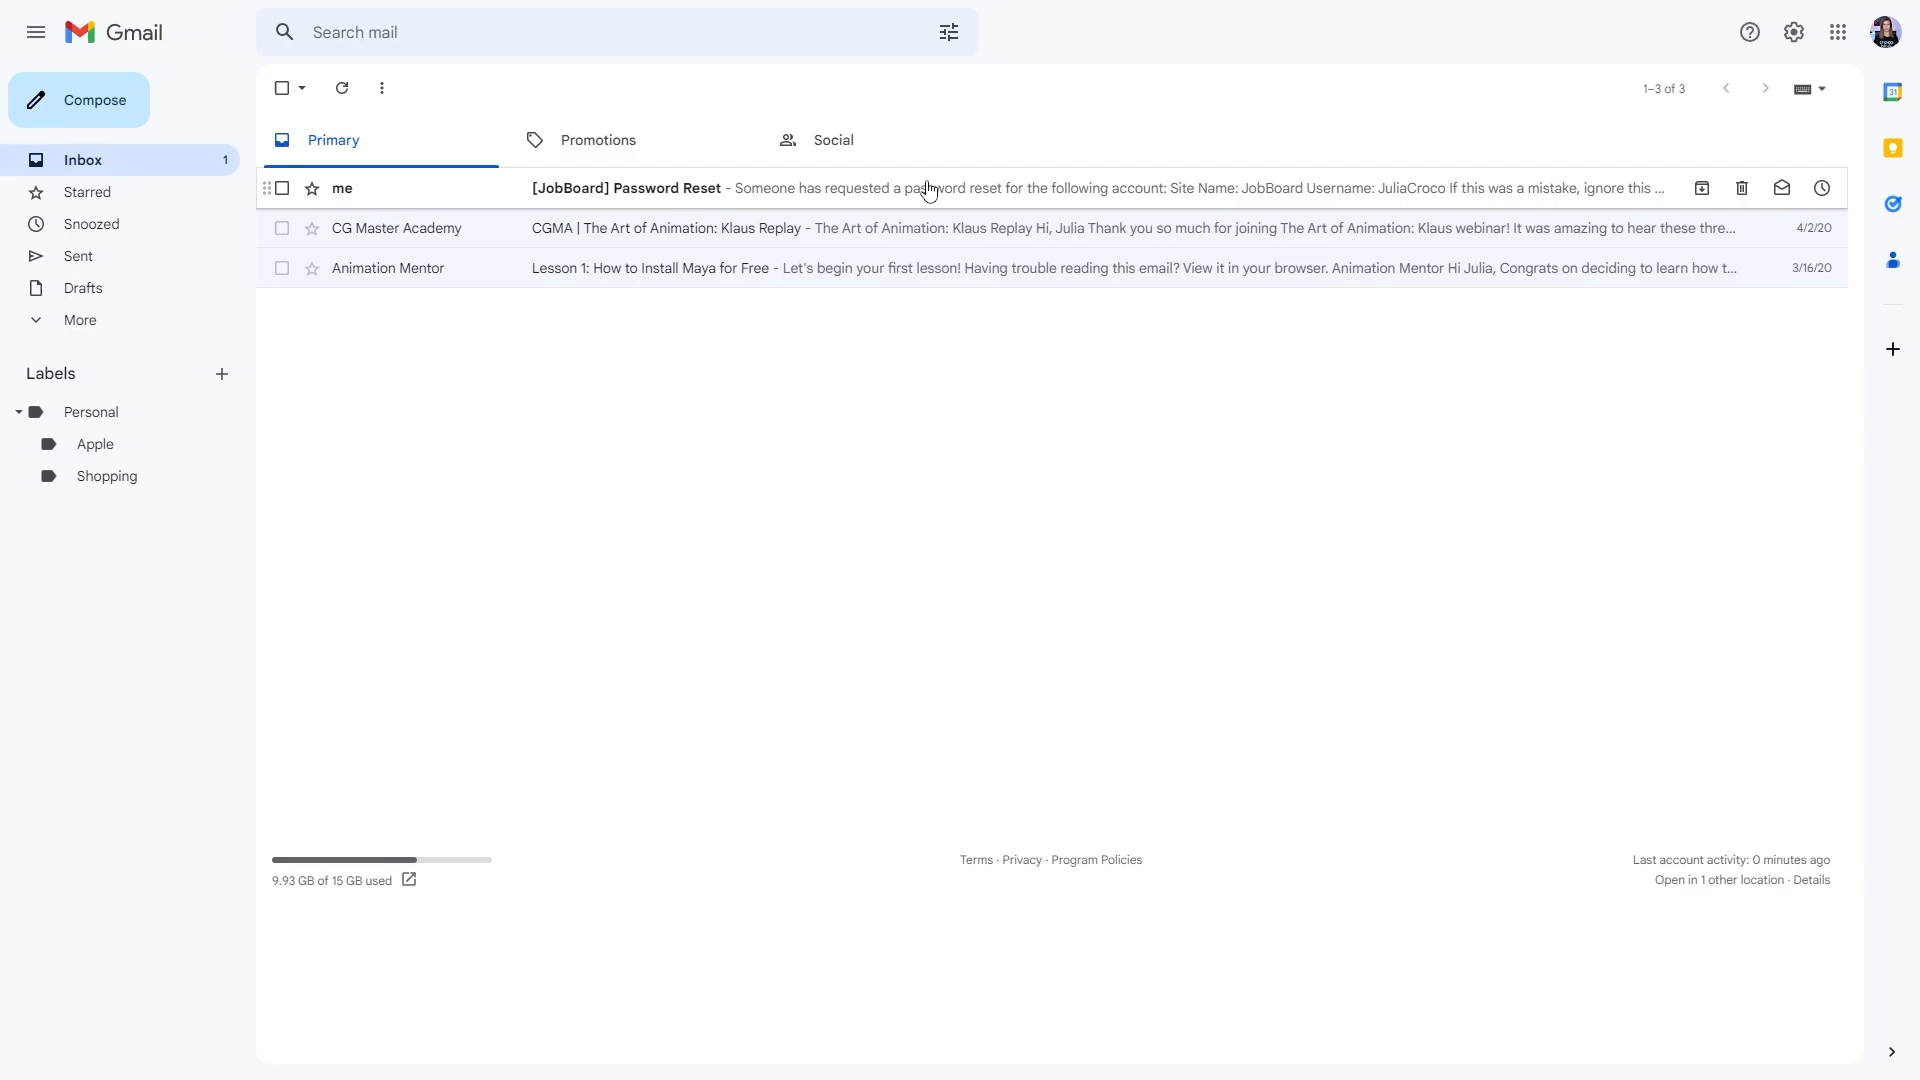 Gmail
Search mail
Compose
Inbox 1
Starred
Snoozed
Sent
Drafts
More
Labels
Personal
Apple
Shopping
1–3 of 3
Primary
Promotions
Social
me [JobBoard] Password Reset - Someone has requested a password reset for the following account: Site Name: JobBoard Username: JuliaCroco If this was a mistake, ignore this ...
CG Master Academy CGMA | The Art of Animation: Klaus Replay - The Art of Animation: Klaus Replay Hi, Julia Thank you so much for joining The Art of Animation: Klaus webinar! It was amazing to hear these thre... 4/2/20
Animation Mentor Lesson 1: How to Install Maya for Free - Let's begin your first lesson! Having trouble reading this email? View it in your browser. Animation Mentor Hi Julia, Congrats on deciding to learn how t... 3/16/20
9.93 GB of 15 GB used
Terms · Privacy · Program Policies
Last account activity: 0 minutes ago
Open in 1 other location · Details
31